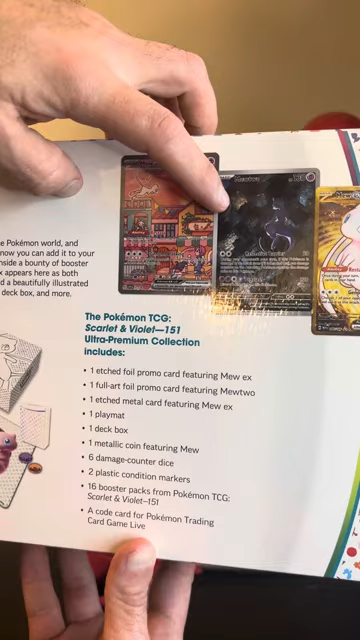 Mewtwo
e Pokémon world, and
now you can add it to your
nside a bounty of booster
x appears here as both
d a beautifully illustrated
deck box, and more.
The Pokémon TCG:
Scarlet & Violet—151
Ultra-Premium Collection
includes:
• 1 etched foil promo card featuring Mew ex
• 1 full-art foil promo card featuring Mewtwo
• 1 etched metal card featuring Mew ex
• 1 playmat
• 1 deck box
• 1 metallic coin featuring Mew
• 6 damage-counter dice
• 2 plastic condition markers
• 16 booster packs from Pokémon TCG:
Scarlet & Violet—151
• A code card for Pokémon Trading
Card Game Live